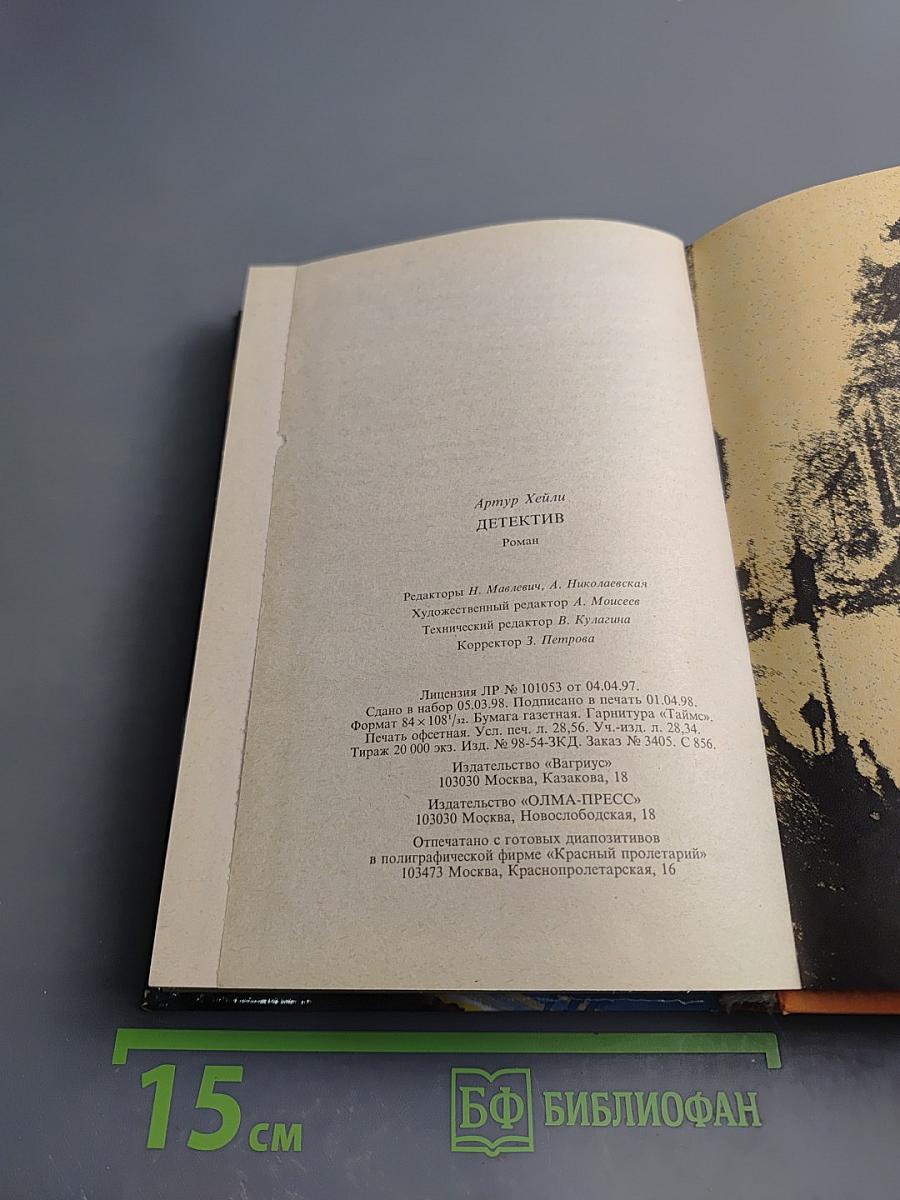 Артур Хейли
ДЕТЕКТИВ
Роман
Редакторы Н. Мавлевич, А. Николаевская
Художественный редактор А. Моисеев
Технический редактор В. Кулагина
Корректор З. Петрова
Лицензия ЛР № 101053 от 04.04.97.
Сдано в набор 05.03.98. Подписано в печать 01.04.98.
Формат 84×108¹/₃₂. Бумага газетная. Гарнитура «Таймс».
Печать офсетная. Усл. печ. л. 28,56. Уч.-изд. л. 28,34.
Тираж 20 000 экз. Изд. № 98-54-ЗКД. Заказ № 3405. С 856.
Издательство «Вагриус»
103030 Москва, Казакова, 18
Издательство «ОЛМА-ПРЕСС»
103030 Москва, Новослободская, 18
Отпечатано с готовых диапозитивов
в полиграфической фирме «Красный пролетарий»
103473 Москва, Краснопролетарская, 16
15 см
БФ БИБЛИОФАН